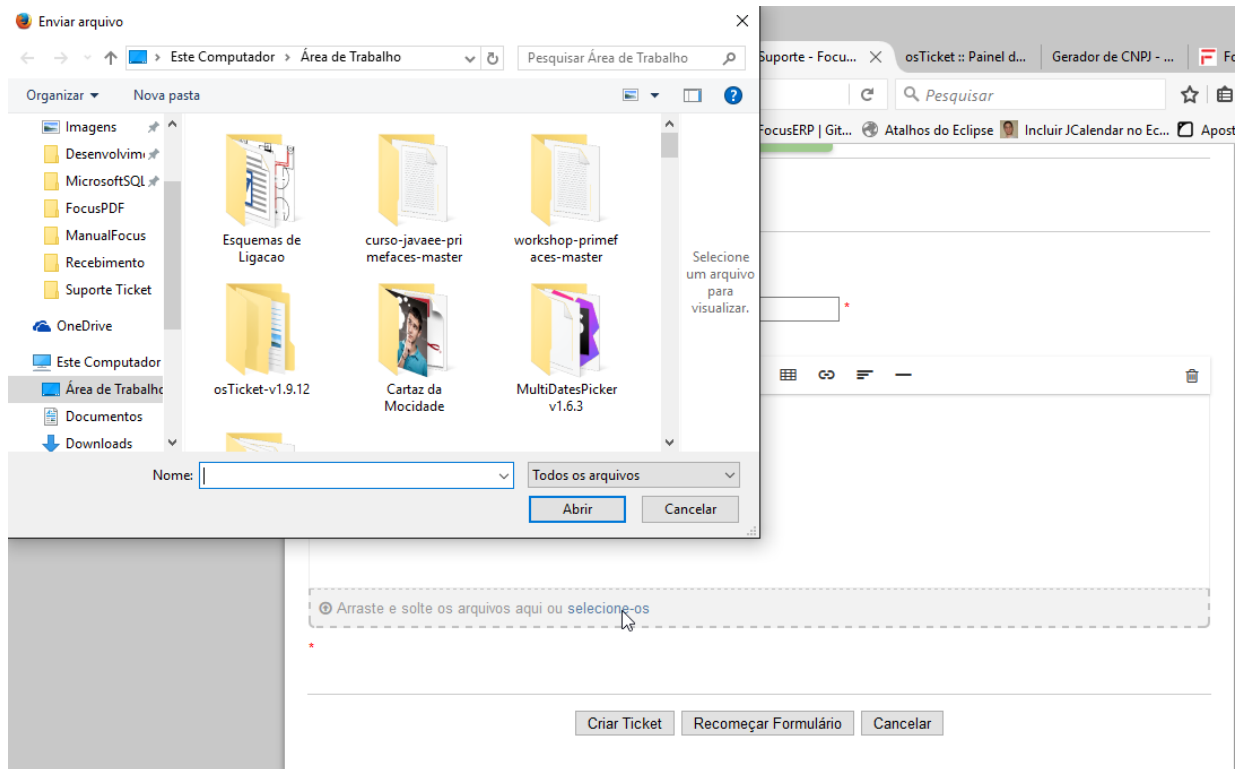 Enviar arquivo
Este Computador > Área de Trabalho
Pesquisar Área de Trabalho
Organizar
Nova pasta
Imagens
Desenvolvim
MicrosoftSQL
FocusPDF
ManualFocus
Recebimento
Suporte Ticket
OneDrive
Este Computador
Área de Trabalho
Documentos
Downloads
Esquemas de
Ligacao
curso-javaee-pri
mefaces-master
workshop-primef
aces-master
osTicket-v1.9.12
Cartaz da
Mocidade
MultiDatesPicker
v1.6.3
Selecione
um arquivo
para
visualizar.
Nome:
Todos os arquivos
Abrir
Cancelar
Suporte - Focu...
osTicket :: Painel d...
Gerador de CNPJ - ...
Fo
Pesquisar
FocusERP | Git...
Atalhos do Eclipse
Incluir JCalendar no Ec...
Apost
*
Arraste e solte os arquivos aqui ou selecione-os
*
Criar Ticket
Recomeçar Formulário
Cancelar